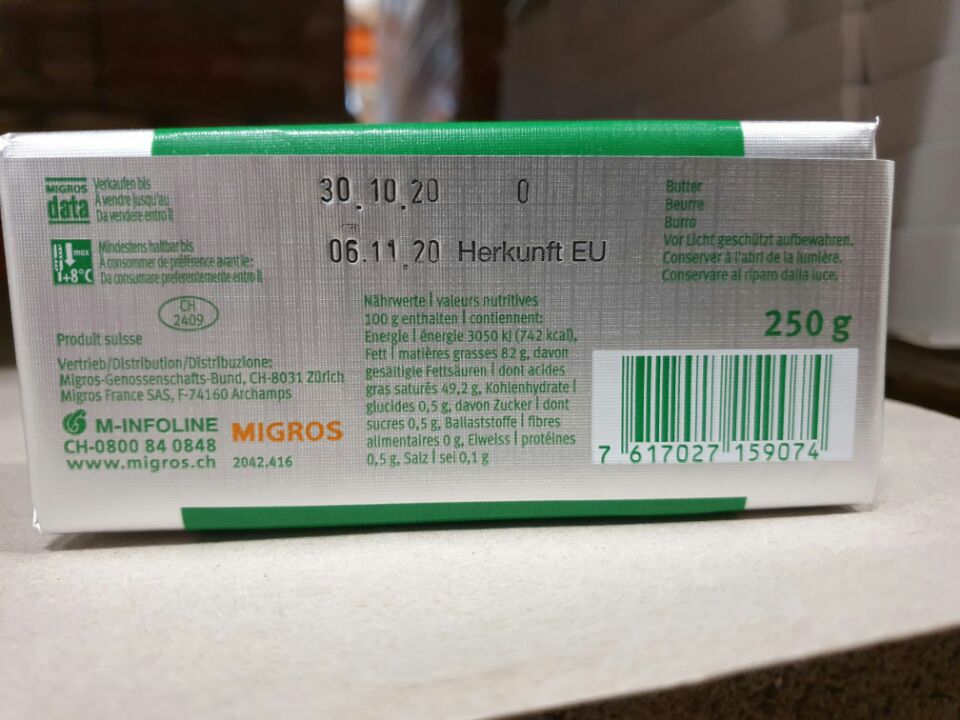 MIGROS
data
Verkaufen bis
A vendre jusqu'au
Da vendere entro il
30.10.20 0
max
+8°C
Mindestens haltbar bis
A consommer de préférence avant le:
Da consumare preferentemente entro il
06.11.20 Herkunft EU
Butter
Beurre
Burro
Vor Licht geschützt aufbewahren.
Conserver à l'abri de la lumière.
Conservare al riparo dalla luce.
CH
2409
Produit suisse
Vertrieb/Distribution/Distribuzione:
Migros-Genossenschafts-Bund, CH-8031 Zürich
Migros France SAS, F-74160 Archamps
M-INFOLINE
CH-0800 84 0848
www.migros.ch
MIGROS
2042.416
Nährwerte | valeurs nutritives
100 g enthalten | contiennent:
Energie | énergie 3050 kJ (742 kcal),
Fett | matières grasses 82 g, davon
gesättigte Fettsäuren | dont acides
gras saturés 49,2 g, Kohlenhydrate |
glucides 0,5 g, davon Zucker | dont
sucres 0,5 g, Ballaststoffe | fibres
alimentaires 0 g, Eiweiss | protéines
0,5 g, Salz | sel 0,1 g
250 g
7 617027 159074